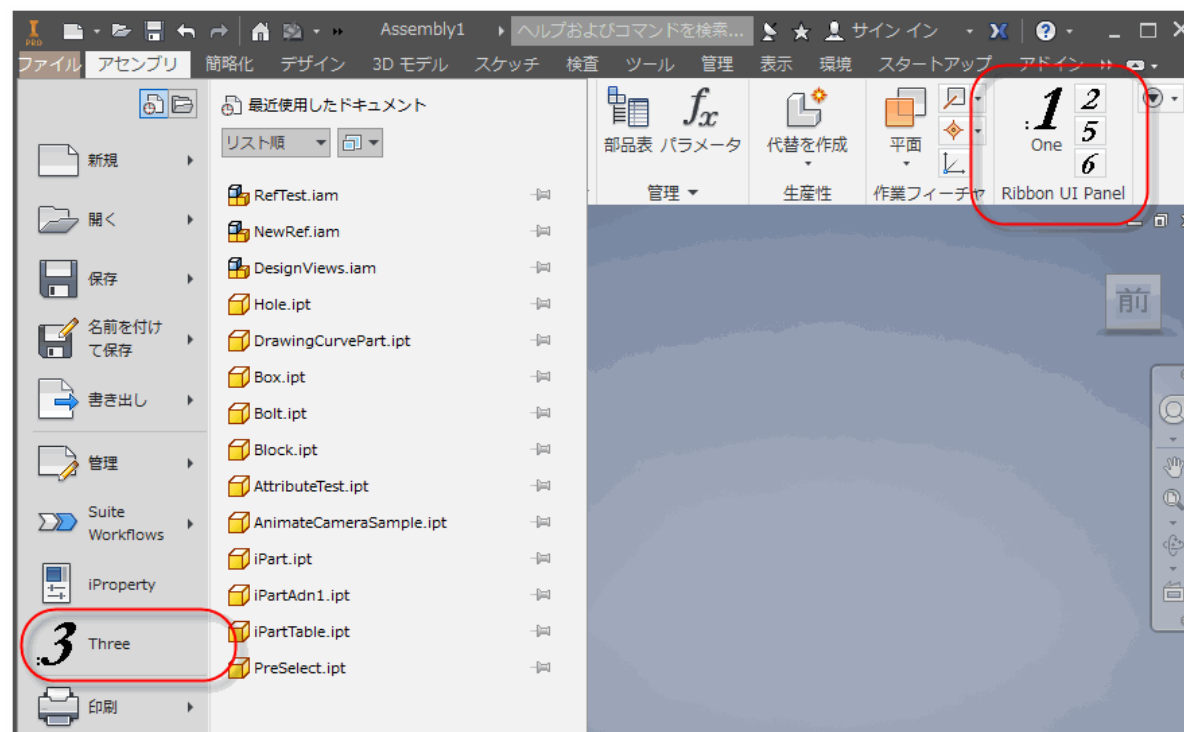 PRO
Assembly1
ヘルプおよびコマンドを検索...
サインイン
ファイル アセンブリ 簡略化 デザイン 3D モデル スケッチ 検査 ツール 管理 表示 環境 スタートアップ アドイン
最近使用したドキュメント
リスト順
新規
開く
保存
名前を付け
て保存
書き出し
管理
Suite
Workflows
iProperty
:3 Three
印刷
RefTest.iam
NewRef.iam
DesignViews.iam
Hole.ipt
DrawingCurvePart.ipt
Box.ipt
Bolt.ipt
Block.ipt
AttributeTest.ipt
AnimateCameraSample.ipt
iPart.ipt
iPartAdn1.ipt
iPartTable.ipt
PreSelect.ipt
fx
部品表 パラメータ
管理
代替を作成
生産性
平面
作業フィーチャ
:1
One
2
5
6
Ribbon UI Panel
前